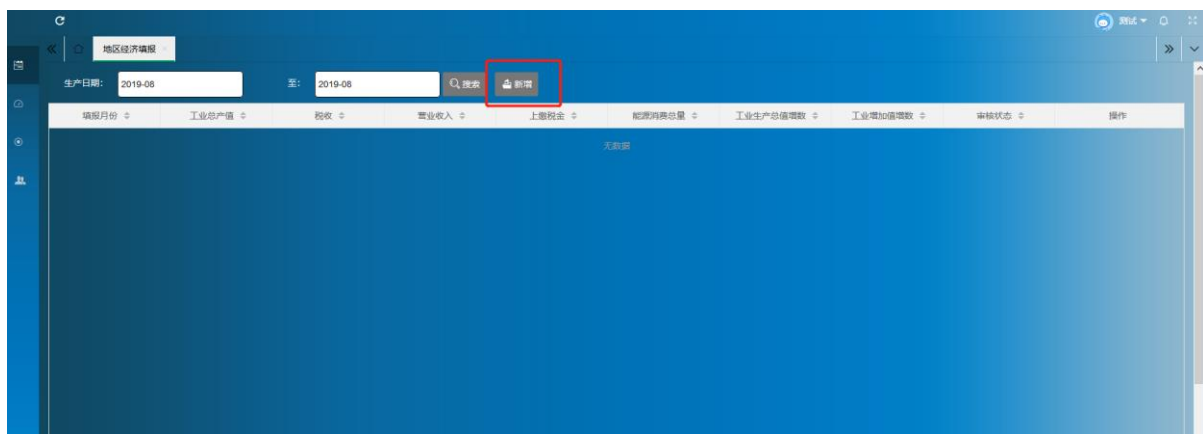 测试
地区经济填报
生产日期: 2019-08 至: 2019-08 搜索 新增
填报月份 工业总产值 税收 营业收入 上缴税金 能源消费总量 工业生产总值增数 工业增加值增数 审核状态 操作
无数据